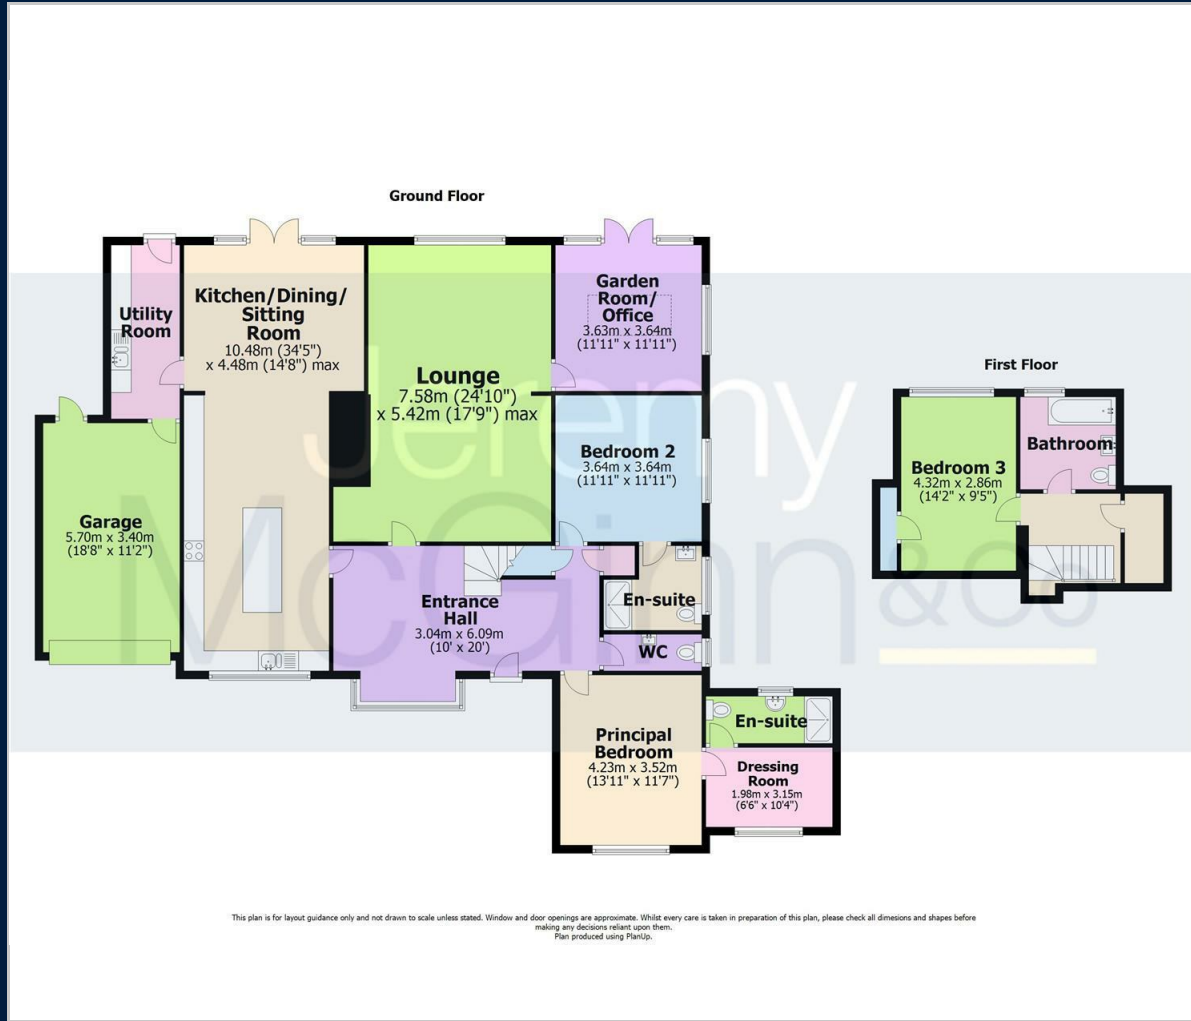 Ground Floor
Utility
Room
Kitchen/Dining/
Sitting
Room
10.48m (34'5")
x 4.48m (14'8") max
Lounge
7.58m (24'10")
x 5.42m (17'9") max
Garden
Room/
Office
3.63m x 3.64m
(11'11" x 11'11")
Bedroom 2
3.64m x 3.64m
(11'11" x 11'11")
Garage
5.70m x 3.40m
(18'8" x 11'2")
Entrance
Hall
3.04m x 6.09m
(10' x 20')
En-suite
WC
Principal
Bedroom
4.23m x 3.52m
(13'11" x 11'7")
En-suite
Dressing
Room
1.98m x 3.15m
(6'6" x 10'4")
First Floor
Bedroom 3
4.32m x 2.86m
(14'2" x 9'5")
Bathroom
Jeremy
McGinn & Co
This plan is for layout guidance only and not drawn to scale unless stated. Window and door openings are approximate. Whilst every care is taken in preparation of this plan, please check all dimesions and shapes before
making any decisions reliant upon them.
Plan produced using PlanUp.